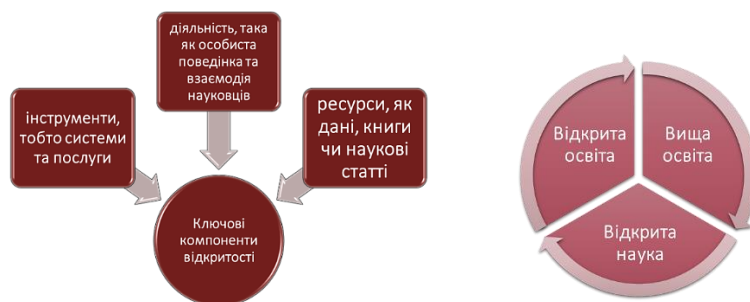 інструменти,
тобто системи
та послуги
діяльність, така
як особиста
поведінка та
взаємодія
науковців
ресурси, як
дані, книги
чи наукові
статті
Ключові
компоненти
відкритості
Відкрита
освіта
Вища
освіта
Відкрита
наука